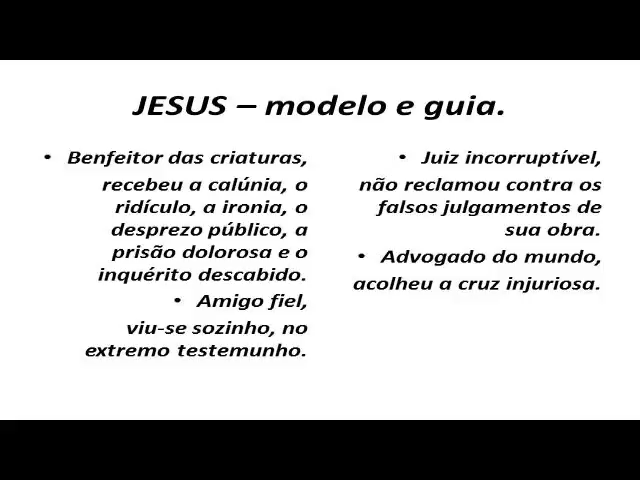 JESUS – modelo e guia.
• Benfeitor das criaturas,
recebeu a calúnia, o
ridículo, a ironia, o
desprezo público, a
prisão dolorosa e o
inquérito descabido.
• Amigo fiel,
viu-se sozinho, no
extremo testemunho.
• Juiz incorruptível,
não reclamou contra os
falsos julgamentos de
sua obra.
• Advogado do mundo,
acolheu a cruz injuriosa.